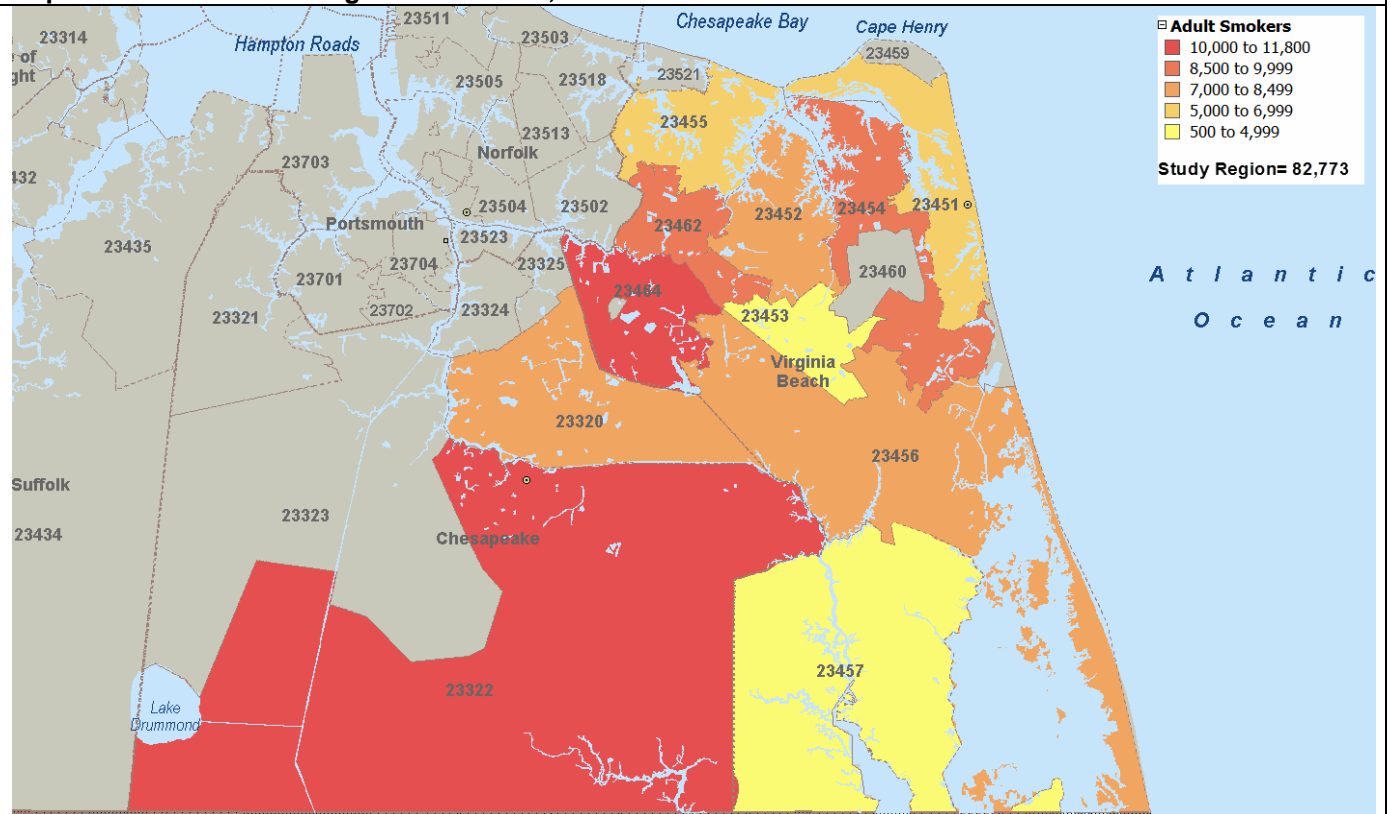 23314
Hampton Roads
23511
23503
Chesapeake Bay
Cape Henry
23459
of
ght
23505
23518
23521
23455
23513
Norfolk
432
23703
23504
23502
23462
23452
23454
23451
Portsmouth
23523
23435
23704
23325
23460
23701
23464
23321
23702
23324
23453
Virginia
Beach
23320
23456
Suffolk
23434
23323
Chesapeake
23322
23457
Lake
Drummond
Adult Smokers
10,000 to 11,800
8,500 to 9,999
7,000 to 8,499
5,000 to 6,999
500 to 4,999
Study Region= 82,773
Atlantic
Ocean